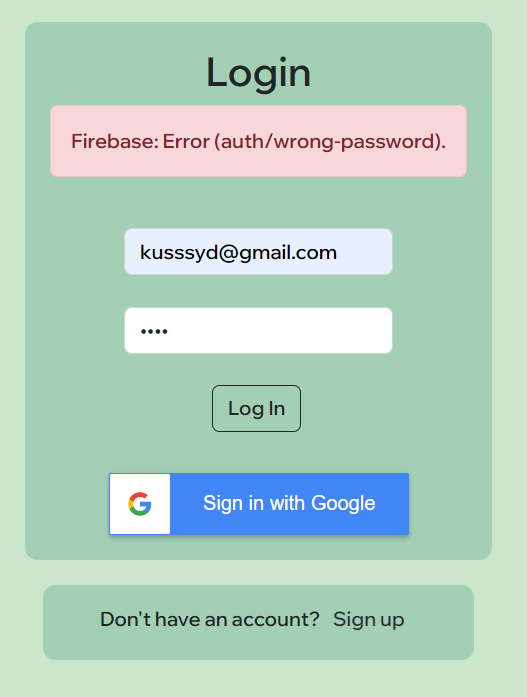 Login
Firebase: Error (auth/wrong-password).
kusssyd@gmail.com
••••
Log In
Sign in with Google
Don't have an account? Sign up